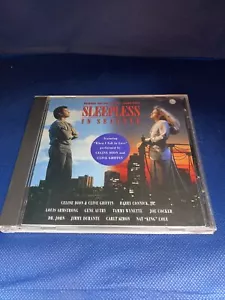 SLEEPLESS
IN SEATTLE
Featuring
"When I Fall In Love"
performed by
CELINE DION and
CLIVE GRIFFIN
CELINE DION & CLIVE GRIFFIN HARRY CONNICK, JR.
LOUIS ARMSTRONG GENE AUTRY TAMMY WYNETTE JOE COCKER
DR. JOHN JIMMY DURANTE CARLY SIMON NAT "KING" COLE